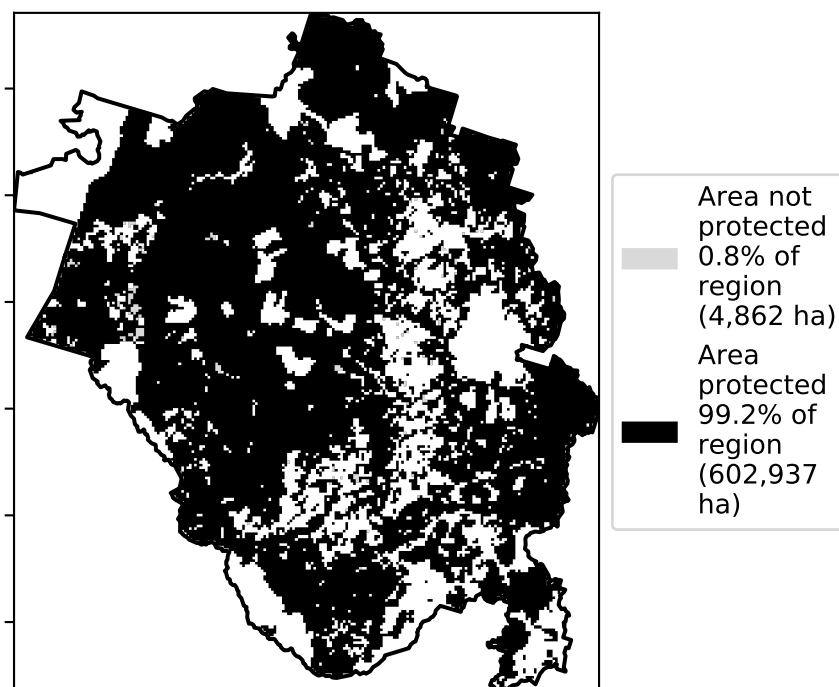 Area not
protected
0.8% of
region
(4,862 ha)
Area
protected
99.2% of
region
(602,937
ha)